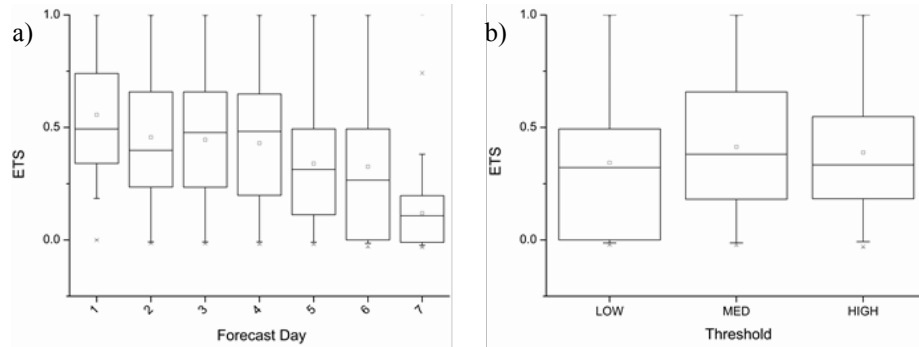 a)
1.0
0.5
0.0
ETS
1 2 3 4 5 6 7
Forecast Day
b)
1.0
0.5
0.0
ETS
LOW MED HIGH
Threshold